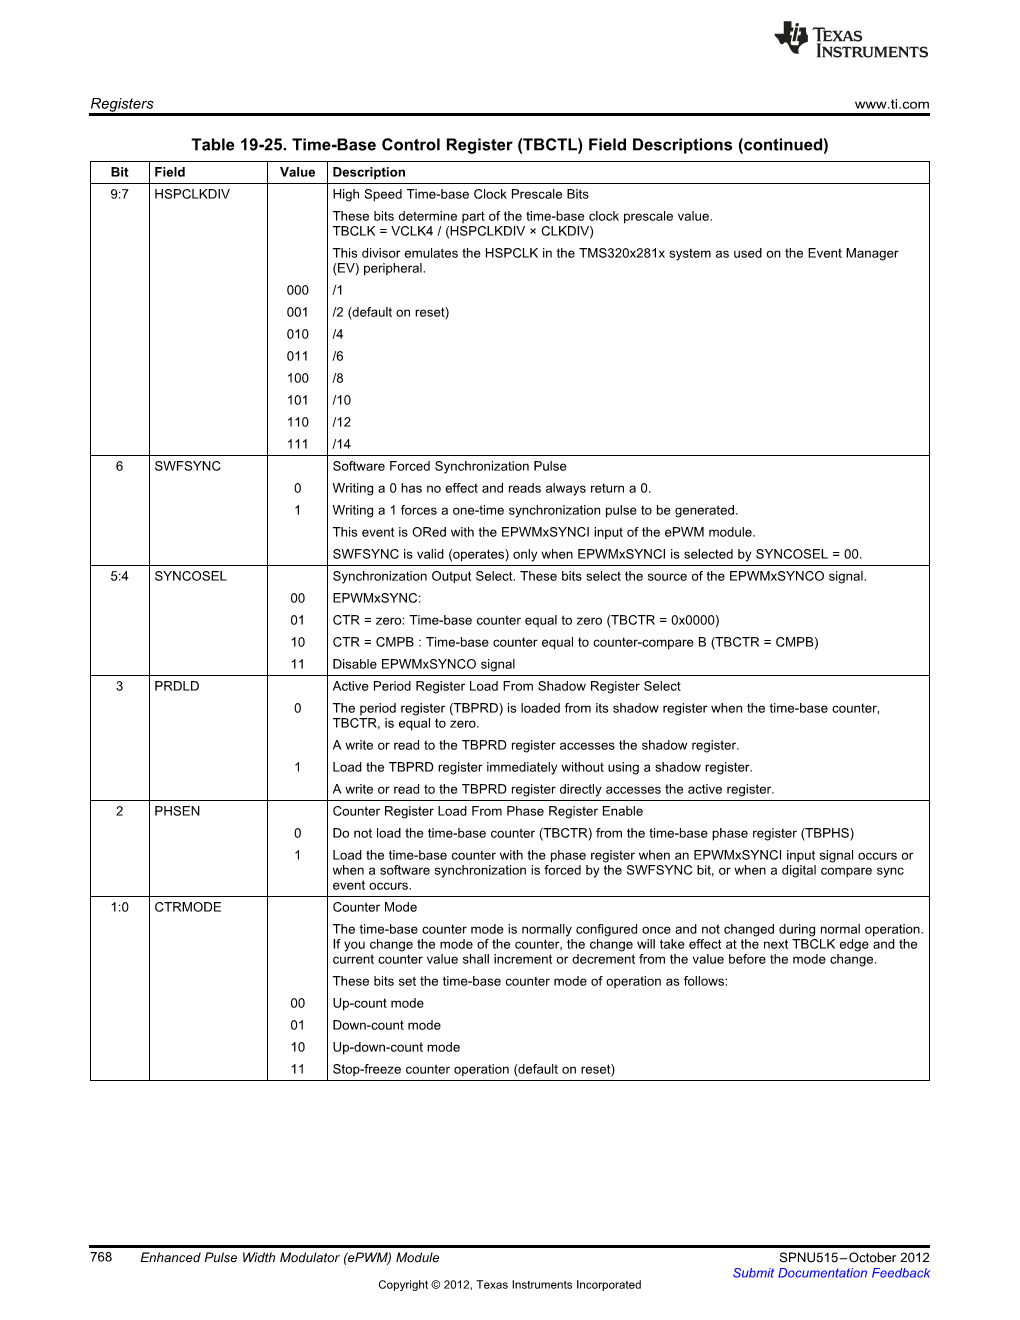 TEXAS
INSTRUMENTS
Registers www.ti.com
Table 19-25. Time-Base Control Register (TBCTL) Field Descriptions (continued)
Bit Field Value Description
9:7 HSPCLKDIV High Speed Time-base Clock Prescale Bits
These bits determine part of the time-base clock prescale value.
TBCLK = VCLK4 / (HSPCLKDIV × CLKDIV)
This divisor emulates the HSPCLK in the TMS320x281x system as used on the Event Manager
(EV) peripheral.
000 /1
001 /2 (default on reset)
010 /4
011 /6
100 /8
101 /10
110 /12
111 /14
6 SWFSYNC Software Forced Synchronization Pulse
0 Writing a 0 has no effect and reads always return a 0.
1 Writing a 1 forces a one-time synchronization pulse to be generated.
This event is ORed with the EPWMxSYNCI input of the ePWM module.
SWFSYNC is valid (operates) only when EPWMxSYNCI is selected by SYNCOSEL = 00.
5:4 SYNCOSEL Synchronization Output Select. These bits select the source of the EPWMxSYNCO signal.
00 EPWMxSYNC:
01 CTR = zero: Time-base counter equal to zero (TBCTR = 0x0000)
10 CTR = CMPB : Time-base counter equal to counter-compare B (TBCTR = CMPB)
11 Disable EPWMxSYNCO signal
3 PRDLD Active Period Register Load From Shadow Register Select
0 The period register (TBPRD) is loaded from its shadow register when the time-base counter,
TBCTR, is equal to zero.
A write or read to the TBPRD register accesses the shadow register.
1 Load the TBPRD register immediately without using a shadow register.
A write or read to the TBPRD register directly accesses the active register.
2 PHSEN Counter Register Load From Phase Register Enable
0 Do not load the time-base counter (TBCTR) from the time-base phase register (TBPHS)
1 Load the time-base counter with the phase register when an EPWMxSYNCI input signal occurs or
when a software synchronization is forced by the SWFSYNC bit, or when a digital compare sync
event occurs.
1:0 CTRMODE Counter Mode
The time-base counter mode is normally configured once and not changed during normal operation.
If you change the mode of the counter, the change will take effect at the next TBCLK edge and the
current counter value shall increment or decrement from the value before the mode change.
These bits set the time-base counter mode of operation as follows:
00 Up-count mode
01 Down-count mode
10 Up-down-count mode
11 Stop-freeze counter operation (default on reset)
768 Enhanced Pulse Width Modulator (ePWM) Module SPNU515–October 2012
Submit Documentation Feedback
Copyright © 2012, Texas Instruments Incorporated